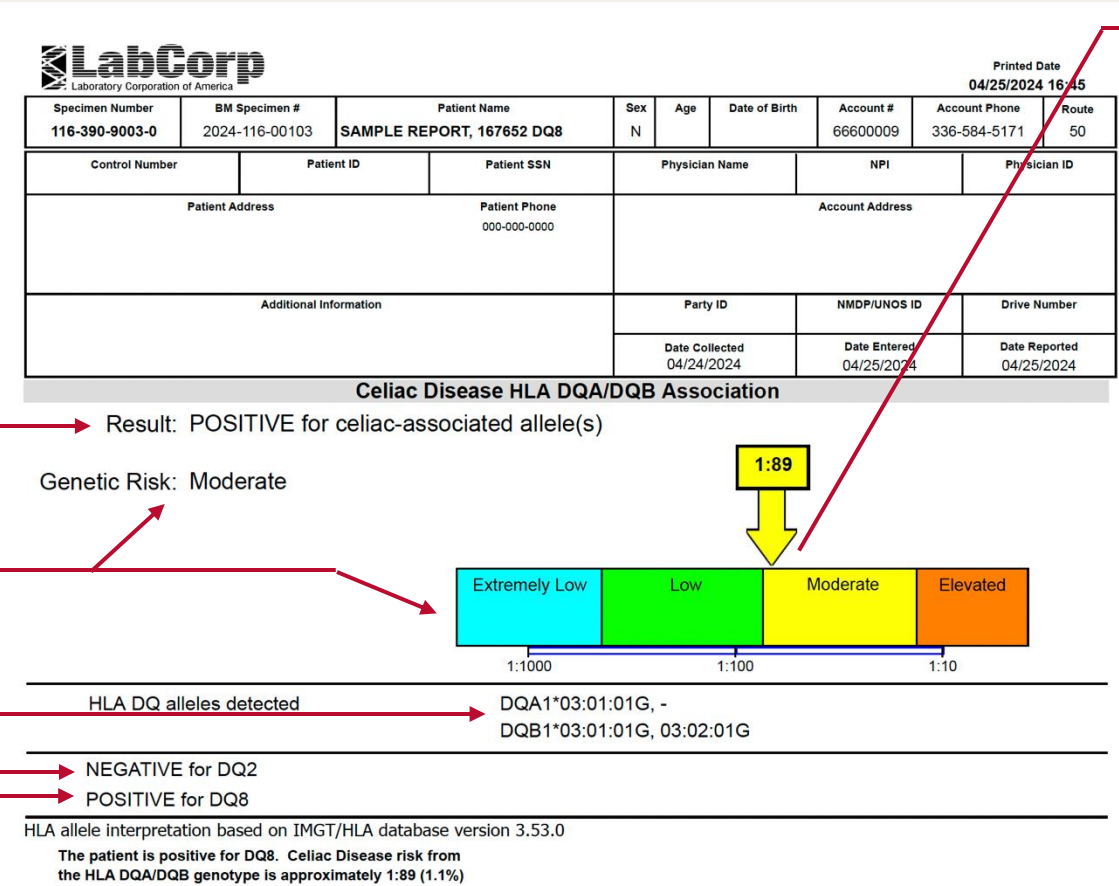 LabCorp
Laboratory Corporation of America
Printed Date
04/25/2024 16:45
Specimen Number BM Specimen # Patient Name Sex Age Date of Birth Account # Account Phone Route
116-390-9003-0 2024-116-00103 SAMPLE REPORT, 167652 DQ8 N 66600009 336-584-5171 50
Control Number Patient ID Patient SSN Physician Name NPI Physician ID
Patient Address Patient Phone Account Address
000-000-0000
Additional Information Party ID NMDP/UNOS ID Drive Number
Date Collected Date Entered Date Reported
04/24/2024 04/25/2024 04/25/2024
Celiac Disease HLA DQA/DQB Association
Result: POSITIVE for celiac-associated allele(s)
1:89
Genetic Risk: Moderate
Extremely Low Low Moderate Elevated
1:1000 1:100 1:10
HLA DQ alleles detected DQA1*03:01:01G, -
DQB1*03:01:01G, 03:02:01G
NEGATIVE for DQ2
POSITIVE for DQ8
HLA allele interpretation based on IMGT/HLA database version 3.53.0
The patient is positive for DQ8. Celiac Disease risk from
the HLA DQA/DQB genotype is approximately 1:89 (1.1%)